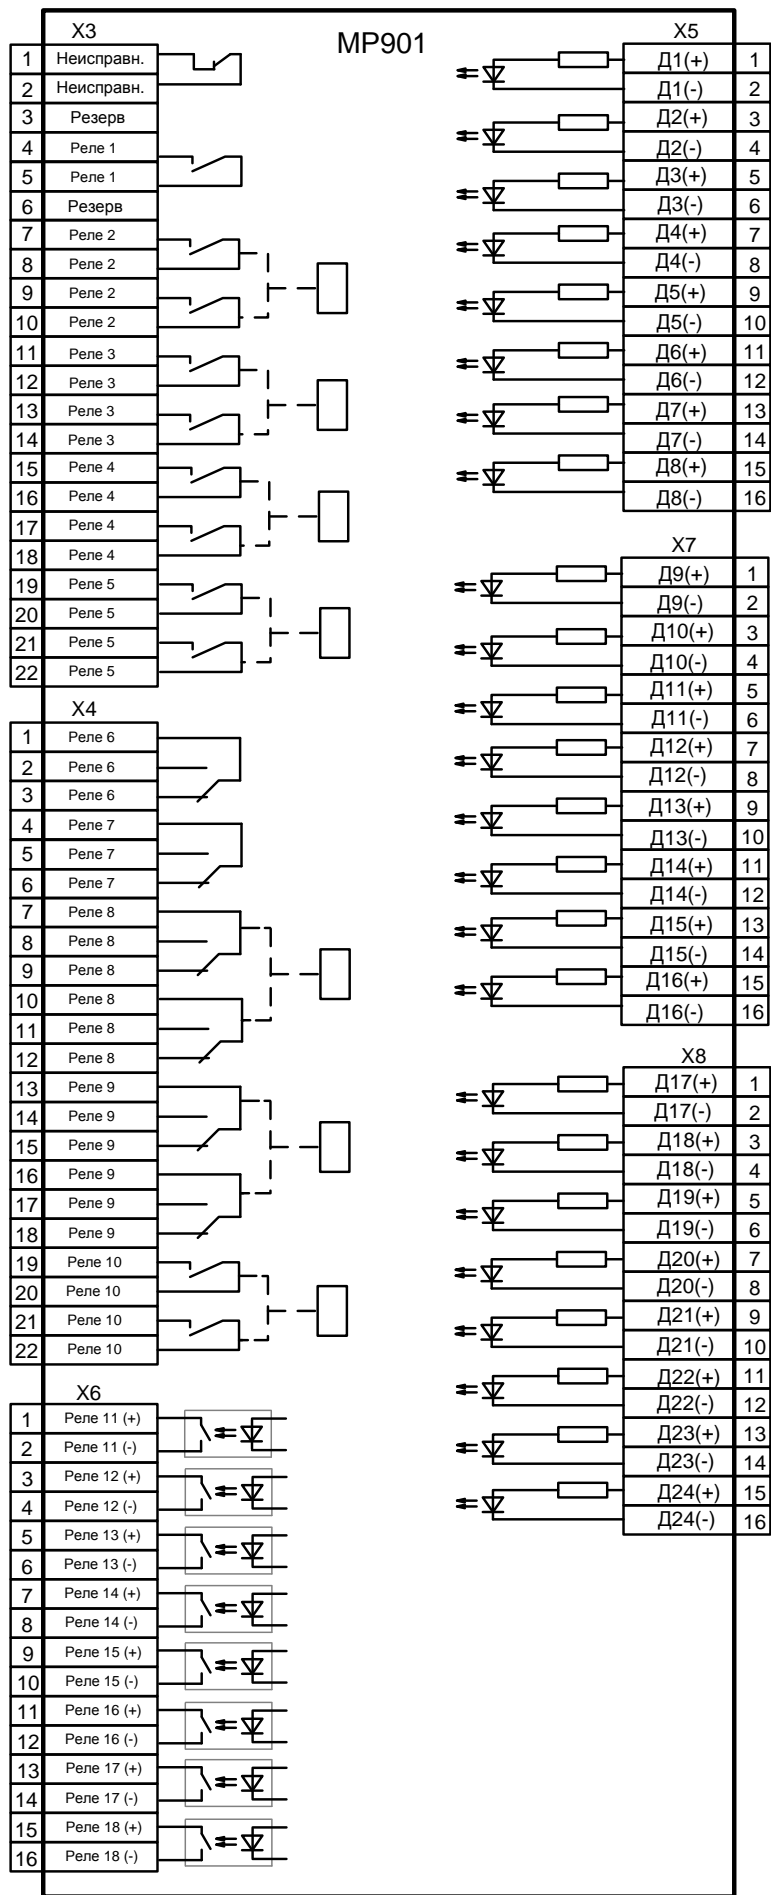 МР901
X3
1 Неисправн.
2 Неисправн.
3 Резерв
4 Реле 1
5 Реле 1
6 Резерв
7 Реле 2
8 Реле 2
9 Реле 2
10 Реле 2
11 Реле 3
12 Реле 3
13 Реле 3
14 Реле 3
15 Реле 4
16 Реле 4
17 Реле 4
18 Реле 4
19 Реле 5
20 Реле 5
21 Реле 5
22 Реле 5
X4
1 Реле 6
2 Реле 6
3 Реле 6
4 Реле 7
5 Реле 7
6 Реле 7
7 Реле 8
8 Реле 8
9 Реле 8
10 Реле 8
11 Реле 8
12 Реле 8
13 Реле 9
14 Реле 9
15 Реле 9
16 Реле 9
17 Реле 9
18 Реле 9
19 Реле 10
20 Реле 10
21 Реле 10
22 Реле 10
X6
1 Реле 11 (+)
2 Реле 11 (-)
3 Реле 12 (+)
4 Реле 12 (-)
5 Реле 13 (+)
6 Реле 13 (-)
7 Реле 14 (+)
8 Реле 14 (-)
9 Реле 15 (+)
10 Реле 15 (-)
11 Реле 16 (+)
12 Реле 16 (-)
13 Реле 17 (+)
14 Реле 17 (-)
15 Реле 18 (+)
16 Реле 18 (-)
X5
Д1(+) 1
Д1(-) 2
Д2(+) 3
Д2(-) 4
Д3(+) 5
Д3(-) 6
Д4(+) 7
Д4(-) 8
Д5(+) 9
Д5(-) 10
Д6(+) 11
Д6(-) 12
Д7(+) 13
Д7(-) 14
Д8(+) 15
Д8(-) 16
X7
Д9(+) 1
Д9(-) 2
Д10(+) 3
Д10(-) 4
Д11(+) 5
Д11(-) 6
Д12(+) 7
Д12(-) 8
Д13(+) 9
Д13(-) 10
Д14(+) 11
Д14(-) 12
Д15(+) 13
Д15(-) 14
Д16(+) 15
Д16(-) 16
X8
Д17(+) 1
Д17(-) 2
Д18(+) 3
Д18(-) 4
Д19(+) 5
Д19(-) 6
Д20(+) 7
Д20(-) 8
Д21(+) 9
Д21(-) 10
Д22(+) 11
Д22(-) 12
Д23(+) 13
Д23(-) 14
Д24(+) 15
Д24(-) 16